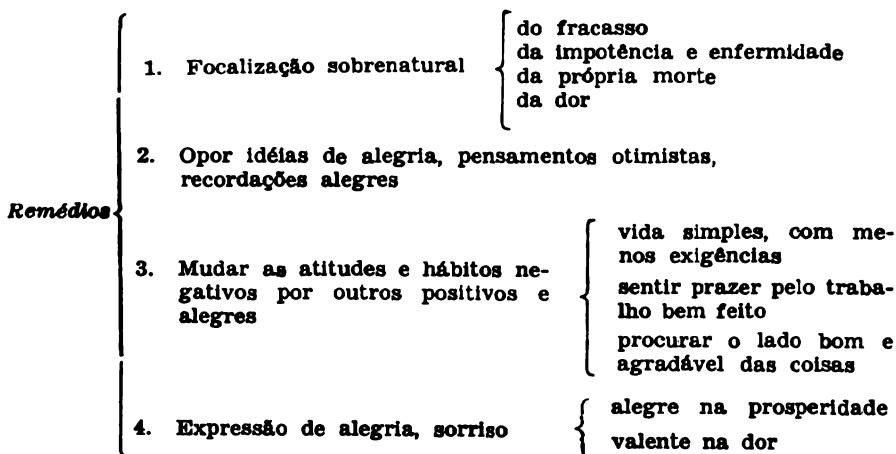 do fracasso
da impotência e enfermidade
1. Focalização sobrenatural
da própria morte
da dor
2. Opor idéias de alegria, pensamentos otimistas,
recordações alegres
Remédios
vida simples, com me-
nos exigências
3. Mudar as atitudes e hábitos ne-
gativos por outros positivos e
alegres
sentir prazer pelo traba-
lho bem feito
procurar o lado bom e
agradável das coisas
4. Expressão de alegria, sorriso
alegre na prosperidade
valente na dor